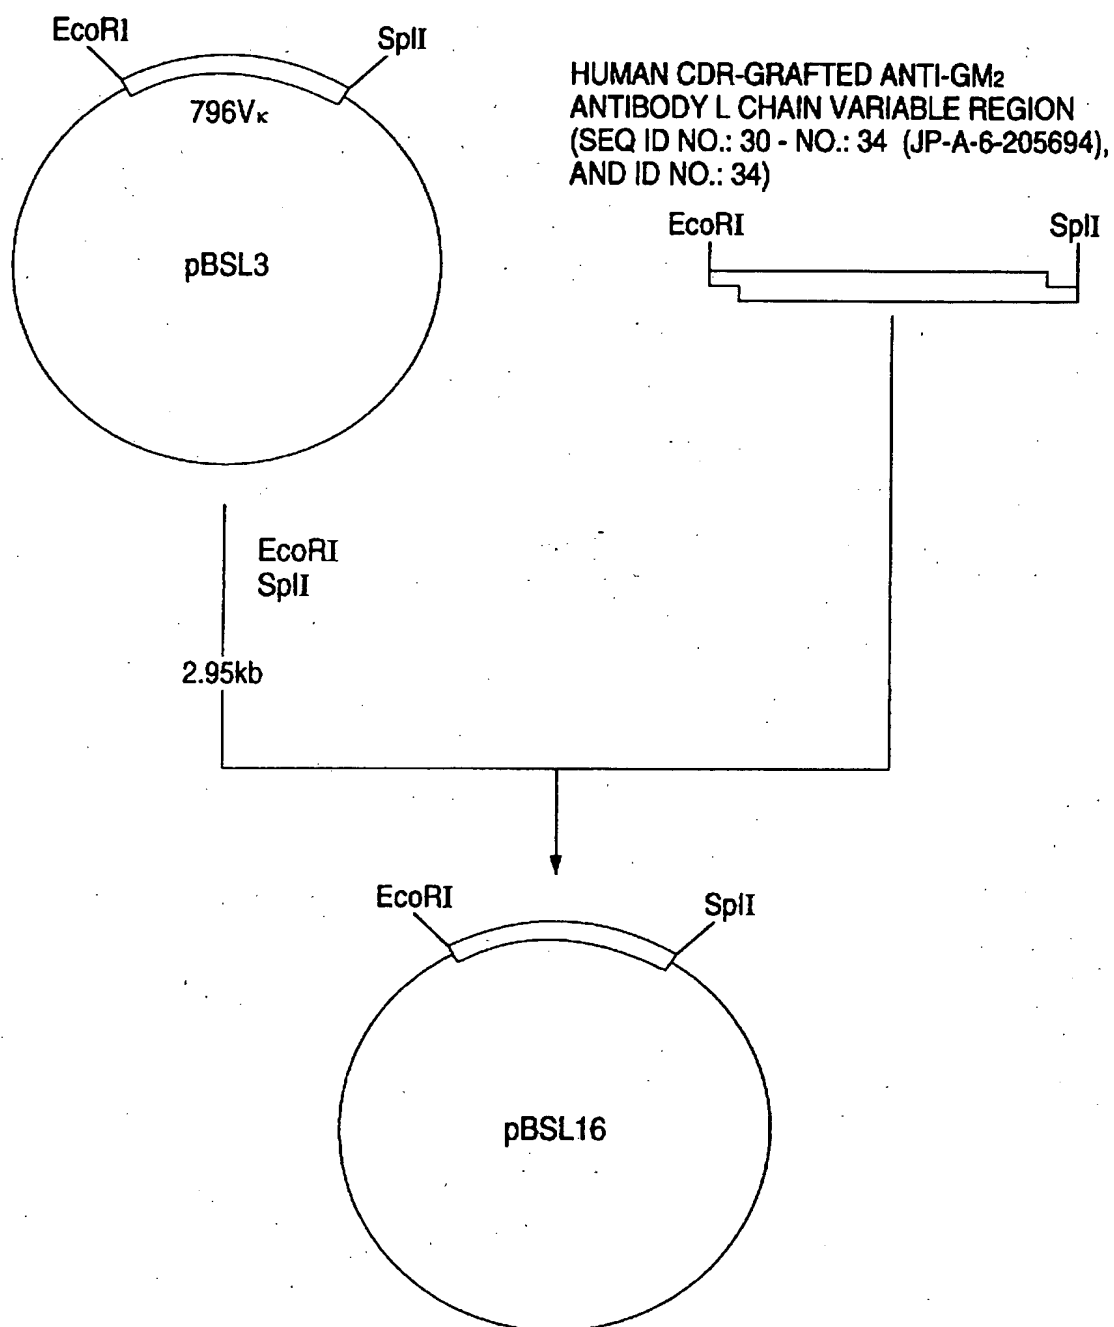 EcoRI
SplI
796Vκ
pBSL3
HUMAN CDR-GRAFTED ANTI-GM2
ANTIBODY L CHAIN VARIABLE REGION
(SEQ ID NO.: 30 - NO.: 34 (JP-A-6-205694),
AND ID NO.: 34)
EcoRI
SplI
EcoRI
SplI
2.95kb
EcoRI
SplI
pBSL16